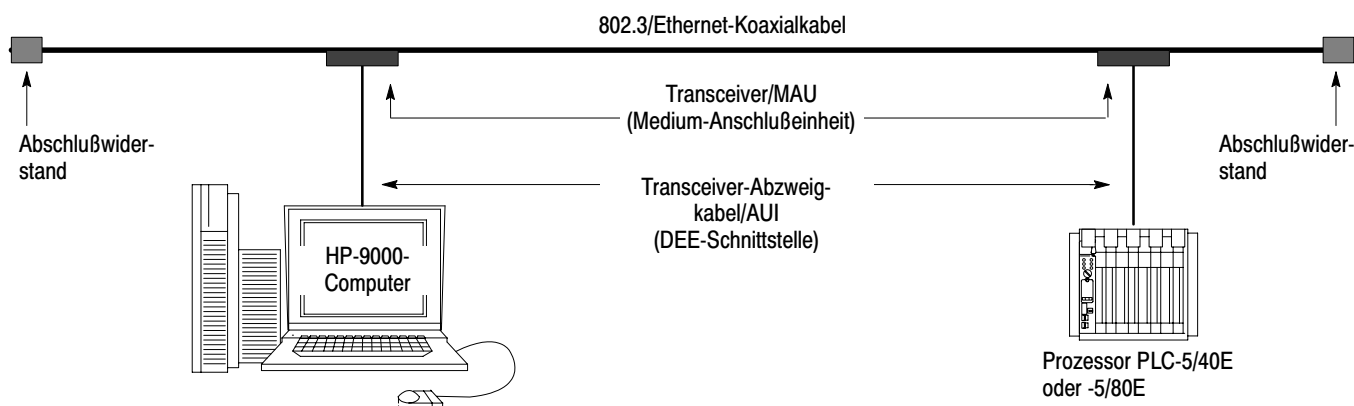 802.3/Ethernet-Koaxialkabel
Transceiver/MAU
(Medium-Anschlußeinheit)
Abschlußwider-
stand
Abschlußwider-
stand
Transceiver-Abzweig-
kabel/AUI
(DEE-Schnittstelle)
HP-9000-
Computer
Prozessor PLC-5/40E
oder -5/80E